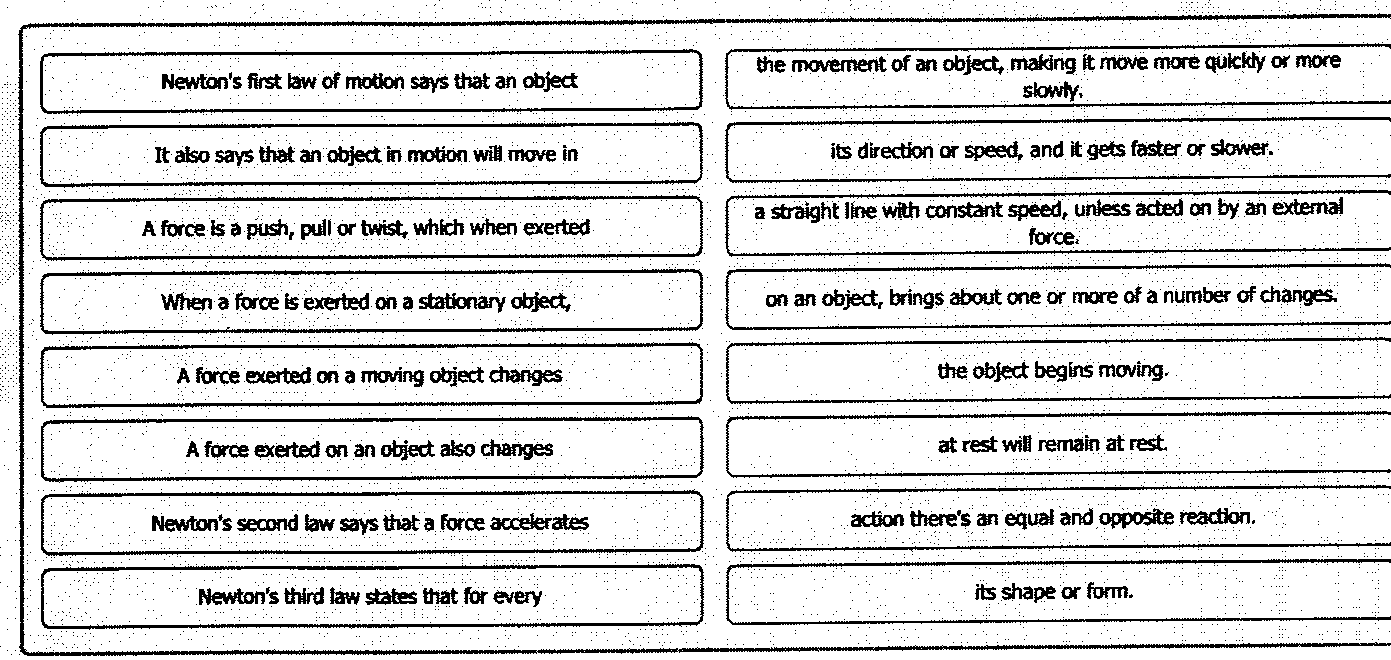 Newton's first law of motion says that an object
the movement of an object, making it move more quickly or more
slowly.
It also says that an object in motion will move in
its direction or speed, and it gets faster or slower.
A force is a push, pull or twist, which when exerted
a straight line with constant speed, unless acted on by an external
force.
When a force is exerted on a stationary object,
on an object, brings about one or more of a number of changes.
A force exerted on a moving object changes
the object begins moving.
A force exerted on an object also changes
at rest will remain at rest.
Newton's second law says that a force accelerates
action there's an equal and opposite reaction.
Newton's third law states that for every
its shape or form.